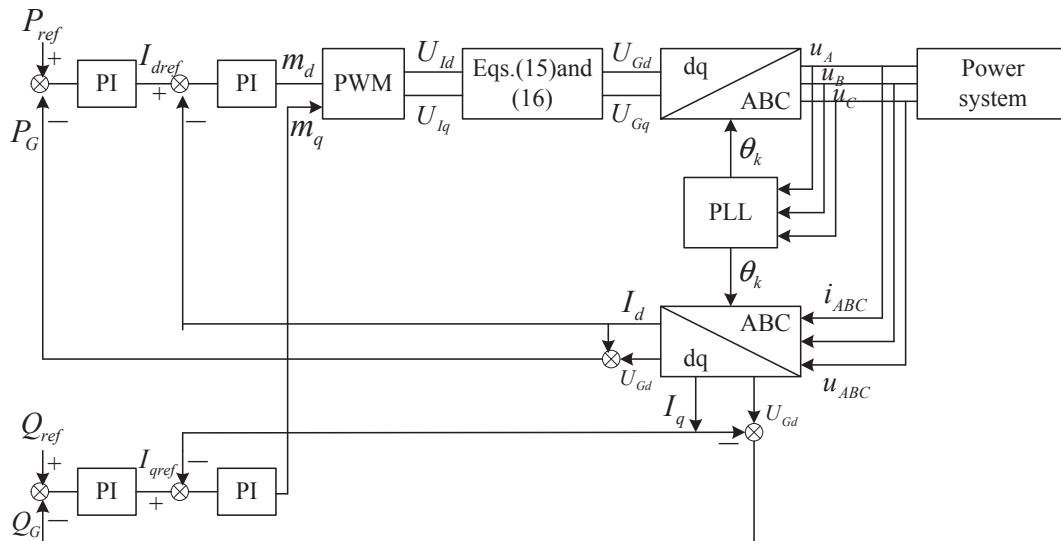 P_ref
+
PI
I_dref
+
PI
m_d
PWM
U_Id
U_Iq
Eqs.(15)and
(16)
U_Gd
U_Gq
dq
ABC
u_A
u_B
u_C
Power
system
−
P_G
−
m_q
θ_k
PLL
θ_k
I_d
ABC
dq
i_ABC
u_ABC
U_Gd
I_q
U_Gd
−
Q_ref
+
PI
I_qref
−
+
PI
Q_G
−